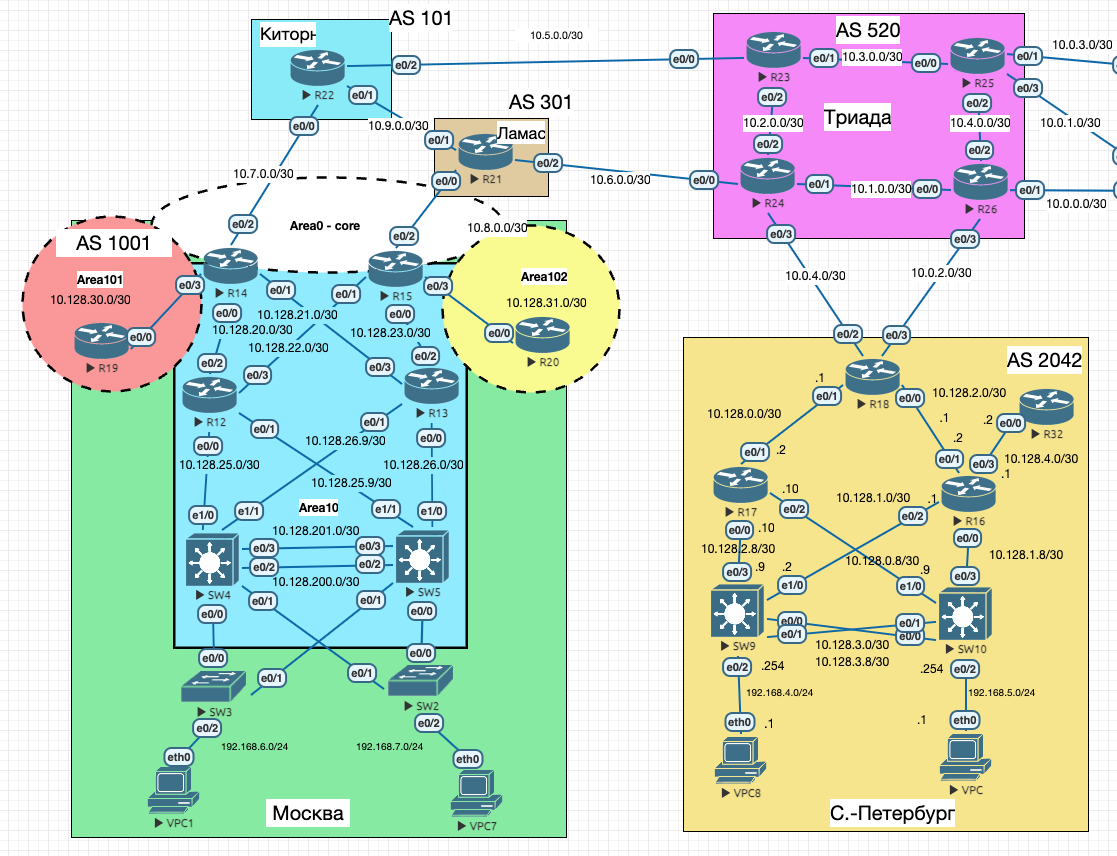 AS 101
Киторн
10.5.0.0/30
AS 520
10.0.3.0/30
e0/2
e0/0
e0/1
10.3.0.0/30
e0/0
e0/1
R23
R25
R22
e0/1
e0/3
e0/2
e0/2
AS 301
Триада
e0/0
10.9.0.0/30
10.2.0.0/30
10.4.0.0/30
10.0.1.0/30
Ламас
e0/1
e0/2
e0/2
e0/2
10.7.0.0/30
R21
e0/0
10.6.0.0/30
e0/0
e0/1
10.1.0.0/30
e0/0
e0/1
10.0.0.0/30
R24
R26
e0/2
Area0 - core
10.8.0.0/30
e0/2
e0/3
e0/3
AS 1001
Area101
10.128.30.0/30
e0/3
R14
e0/1
e0/1
R15
e0/3
Area102
10.128.31.0/30
10.0.4.0/30
10.0.2.0/30
e0/0
10.128.21.0/30
e0/0
10.128.20.0/30
10.128.23.0/30
e0/0
R19
10.128.22.0/30
e0/0
R20
e0/2
e0/3
e0/2
e0/2
e0/3
e0/3
R12
R13
AS 2042
.1
R18
e0/1
e0/0
10.128.2.0/30
10.128.0.0/30
.1
.2
e0/0
R32
e0/1
e0/1
10.128.26.9/30
e0/0
e0/0
.2
10.128.25.0/30
10.128.26.0/30
e0/1
.2
e0/1
e0/3
10.128.4.0/30
.1
10.128.25.9/30
.10
10.128.1.0/30
.1
e1/0
e1/1
Area10
e1/1
e1/0
R17
e0/2
e0/2
R16
10.128.201.0/30
e0/0
.10
e0/0
e0/3
e0/3
e0/2
e0/2
10.128.2.8/30
10.128.0.8/30
10.128.1.8/30
10.128.200.0/30
e0/3
.9
.2
.9
e0/3
SW4
SW5
e1/0
e1/0
e0/1
e0/1
e0/0
e0/0
e0/0
e0/1
e0/1
e0/0
SW9
10.128.3.0/30
SW10
10.128.3.8/30
e0/0
e0/0
e0/2
.254
.254
e0/2
e0/1
e0/1
SW3
SW2
192.168.4.0/24
192.168.5.0/24
e0/2
e0/2
192.168.6.0/24
192.168.7.0/24
eth0
.1
.1
eth0
eth0
eth0
VPC8
VPC
VPC1
VPC7
Москва
С.-Петербург